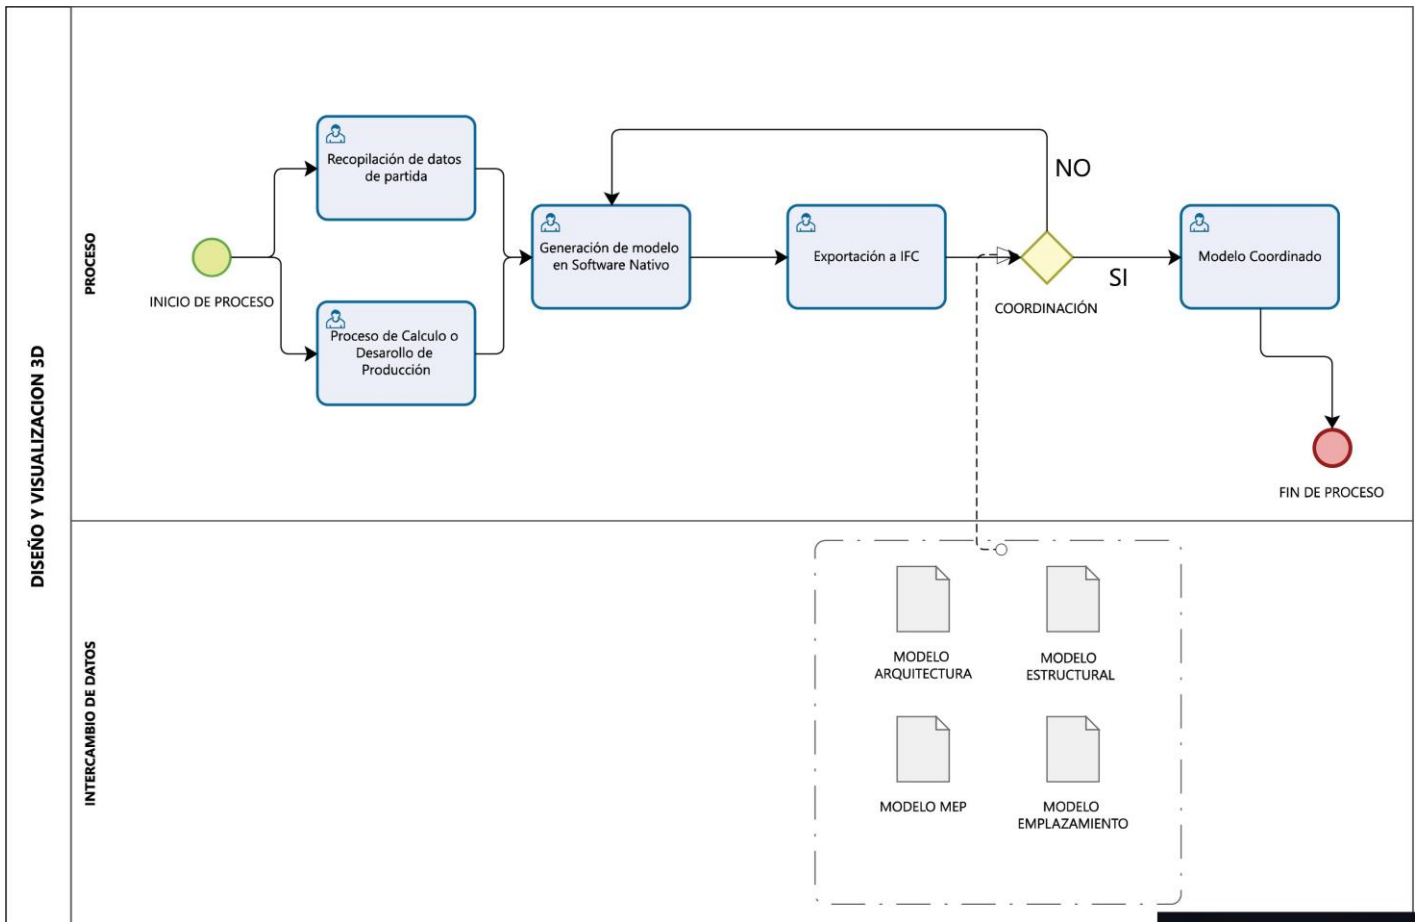 DISEÑO Y VISUALIZACION 3D
PROCESO
INICIO DE PROCESO
Recopilación de datos
de partida
Proceso de Calculo o
Desarollo de
Producción
Generación de modelo
en Software Nativo
Exportación a IFC
NO
COORDINACIÓN
SI
Modelo Coordinado
FIN DE PROCESO
INTERCAMBIO DE DATOS
MODELO
ARQUITECTURA
MODELO
ESTRUCTURAL
MODELO MEP
MODELO
EMPLAZAMIENTO